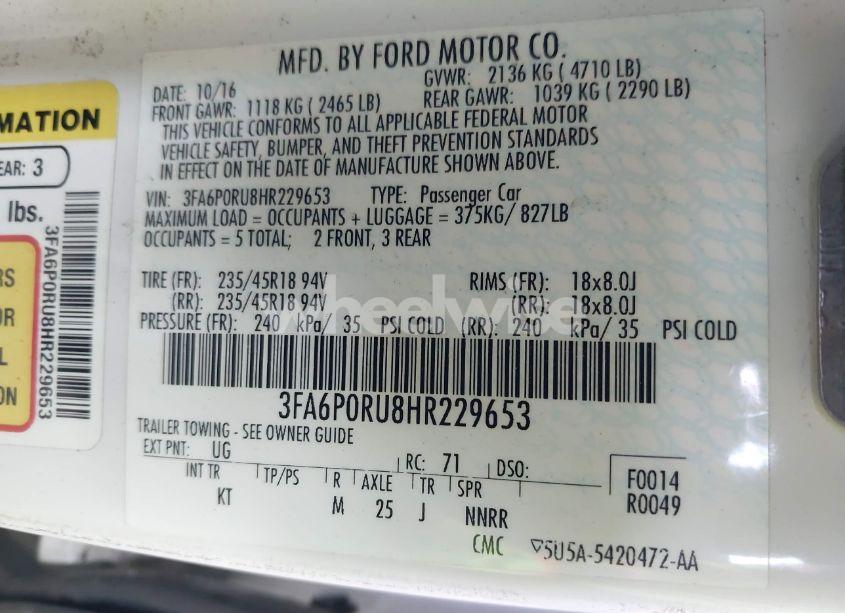 MFD. BY FORD MOTOR CO.
DATE: 10/16 GVWR: 2136 KG ( 4710 LB)
FRONT GAWR: 1118 KG ( 2465 LB) REAR GAWR: 1039 KG ( 2290 LB)
THIS VEHICLE CONFORMS TO ALL APPLICABLE FEDERAL MOTOR
VEHICLE SAFETY, BUMPER, AND THEFT PREVENTION STANDARDS
IN EFFECT ON THE DATE OF MANUFACTURE SHOWN ABOVE.
VIN: 3FA6P0RU8HR229653 TYPE: Passenger Car
MAXIMUM LOAD = OCCUPANTS + LUGGAGE = 375KG/ 827LB
OCCUPANTS = 5 TOTAL; 2 FRONT, 3 REAR
TIRE (FR): 235/45R18 94V RIMS (FR): 18x8.0J
(RR): 235/45R18 94V (RR): 18x8.0J
PRESSURE (FR): 240 kPa/ 35 PSI COLD (RR): 240 kPa/ 35 PSI COLD
3FA6P0RU8HR229653
TRAILER TOWING - SEE OWNER GUIDE
EXT PNT: UG RC: 71 DSO:
INT TR TP/PS R AXLE TR SPR
KT M 25 J NNRR
F0014
R0049
CMC ▽5U5A-5420472-AA
MATION
EAR: 3
lbs.
3FA6P0RU8HR229653
RS
OR
L
ON
wheelwise